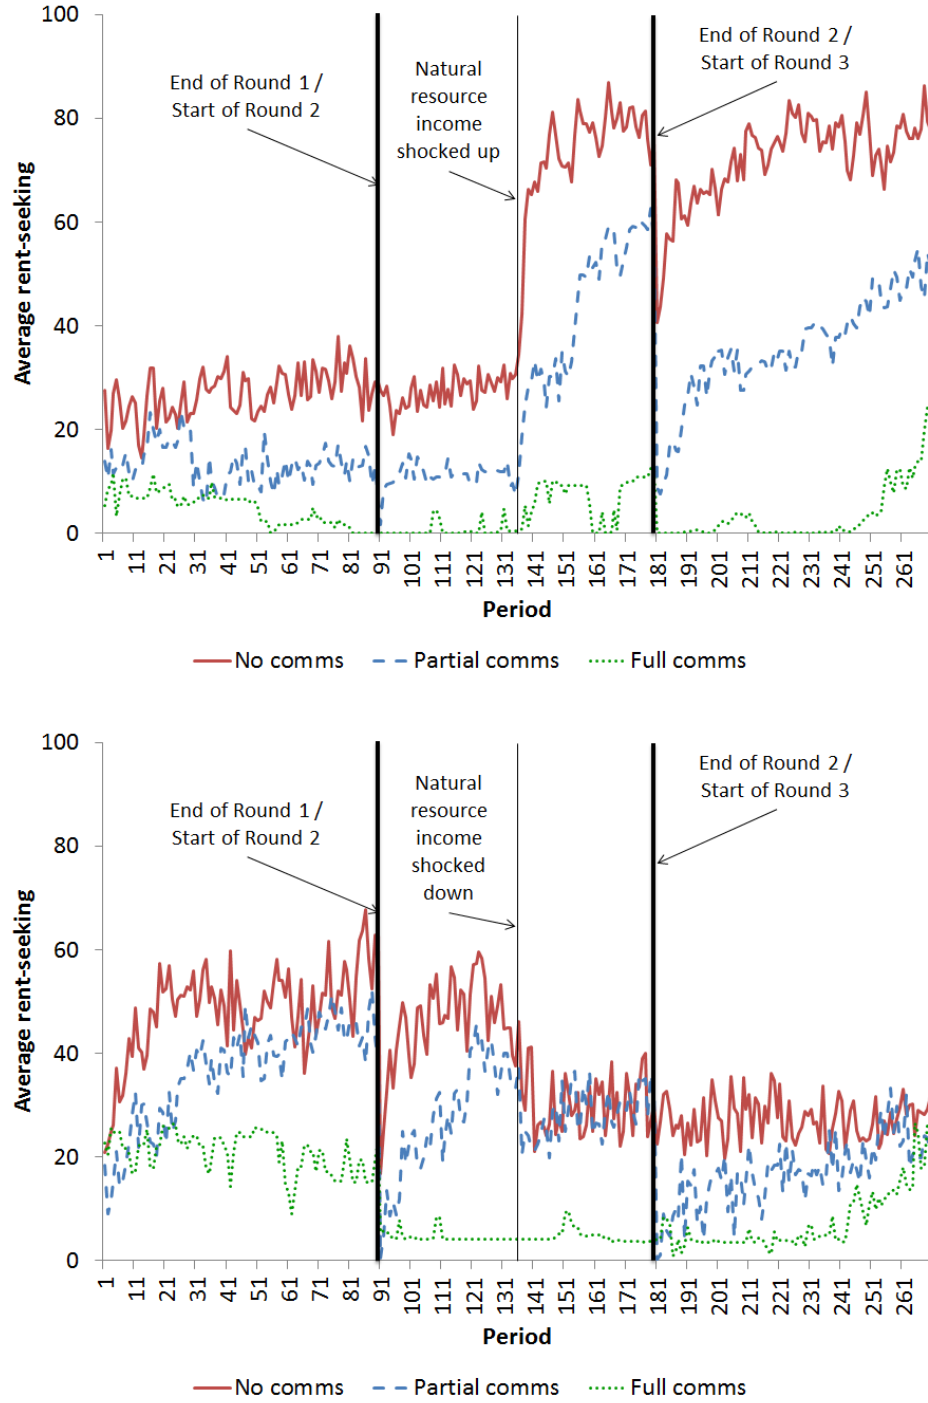 100
80
60
40
20
0
Average rent-seeking
End of Round 1 /
Start of Round 2
Natural
resource
income
shocked up
End of Round 2 /
Start of Round 3
1
11
21
31
41
51
61
71
81
91
101
111
121
131
141
151
161
171
181
191
201
211
221
231
241
251
261
Period
No comms
Partial comms
Full comms
100
80
60
40
20
0
Average rent-seeking
End of Round 1 /
Start of Round 2
Natural
resource
income
shocked
down
End of Round 2 /
Start of Round 3
1
11
21
31
41
51
61
71
81
91
101
111
121
131
141
151
161
171
181
191
201
211
221
231
241
251
261
Period
No comms
Partial comms
Full comms